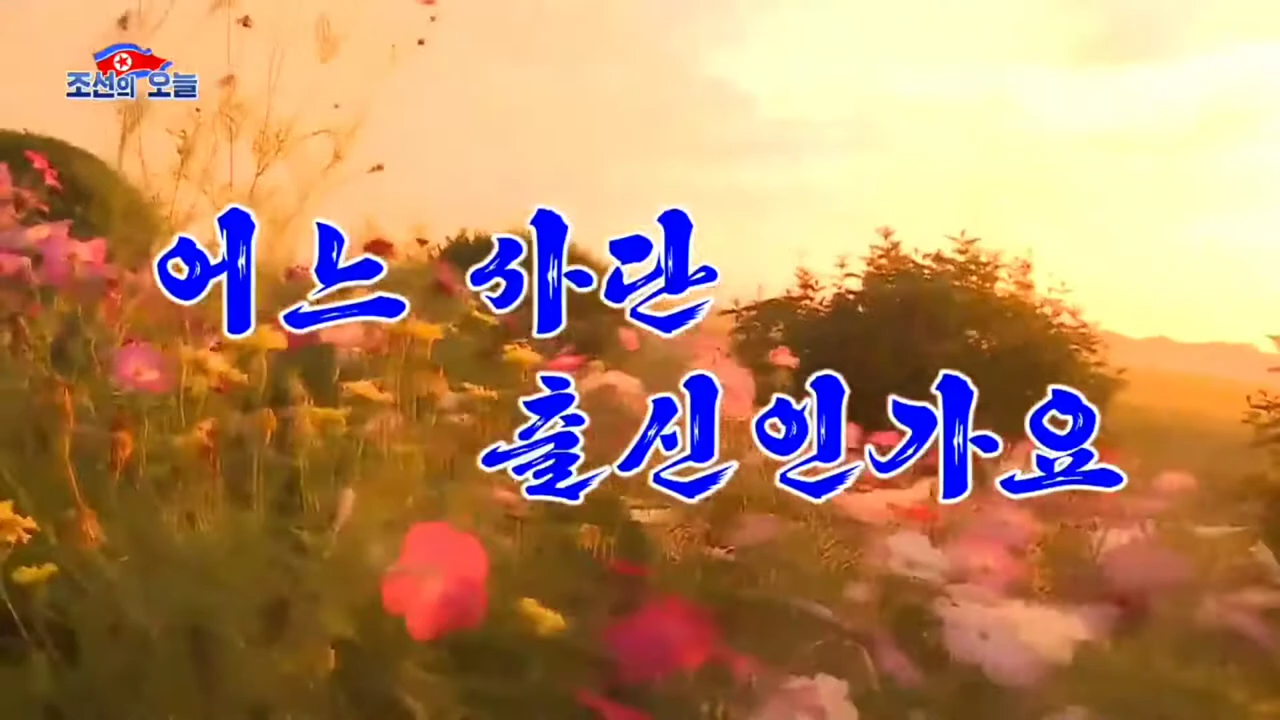 조선의 오늘
어느 사단
출신인가요